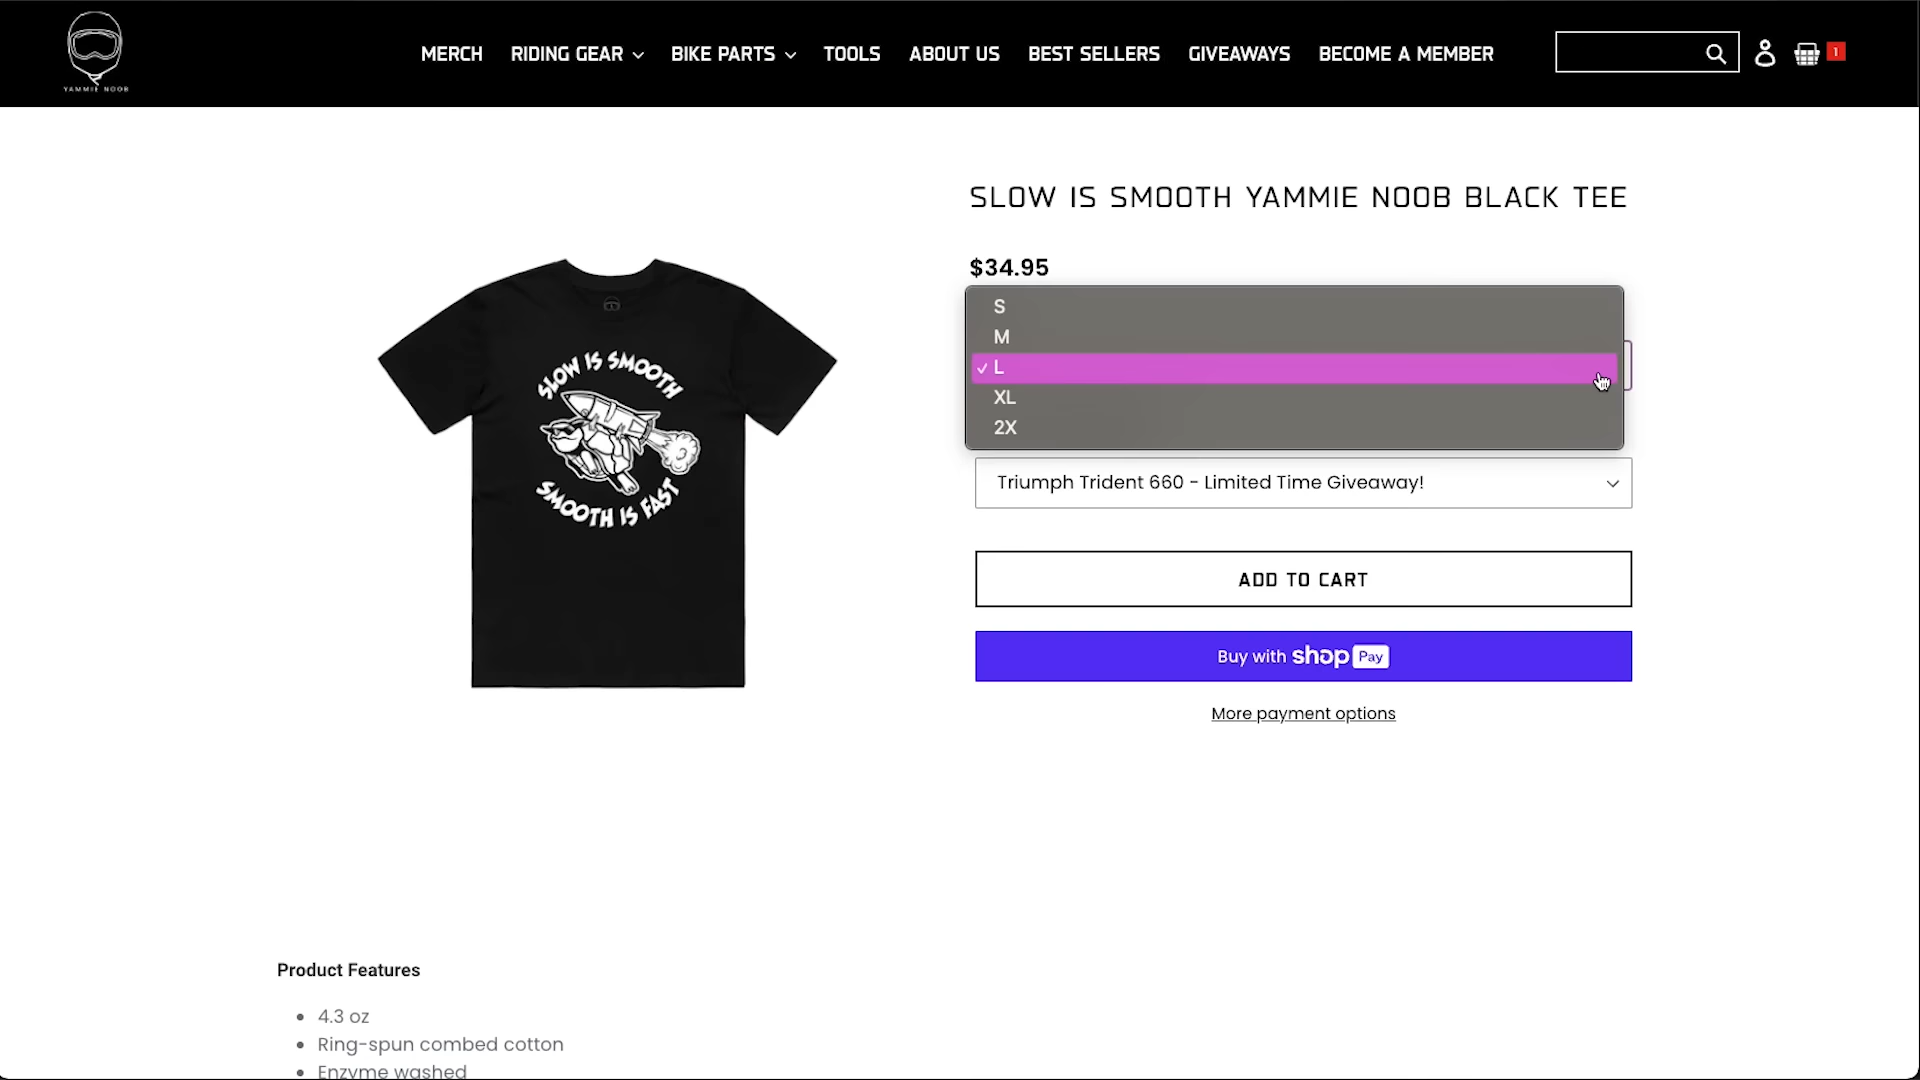 YAMMIE NOOB
MERCH
RIDING GEAR
BIKE PARTS
TOOLS
ABOUT US
BEST SELLERS
GIVEAWAYS
BECOME A MEMBER
1
SLOW IS SMOOTH
SMOOTH IS FAST
SLOW IS SMOOTH YAMMIE NOOB BLACK TEE
$34.95
S
M
✓ L
XL
2X
Triumph Trident 660 - Limited Time Giveaway!
ADD TO CART
Buy with shop Pay
More payment options
Product Features
• 4.3 oz
• Ring-spun combed cotton
• Enzyme washed